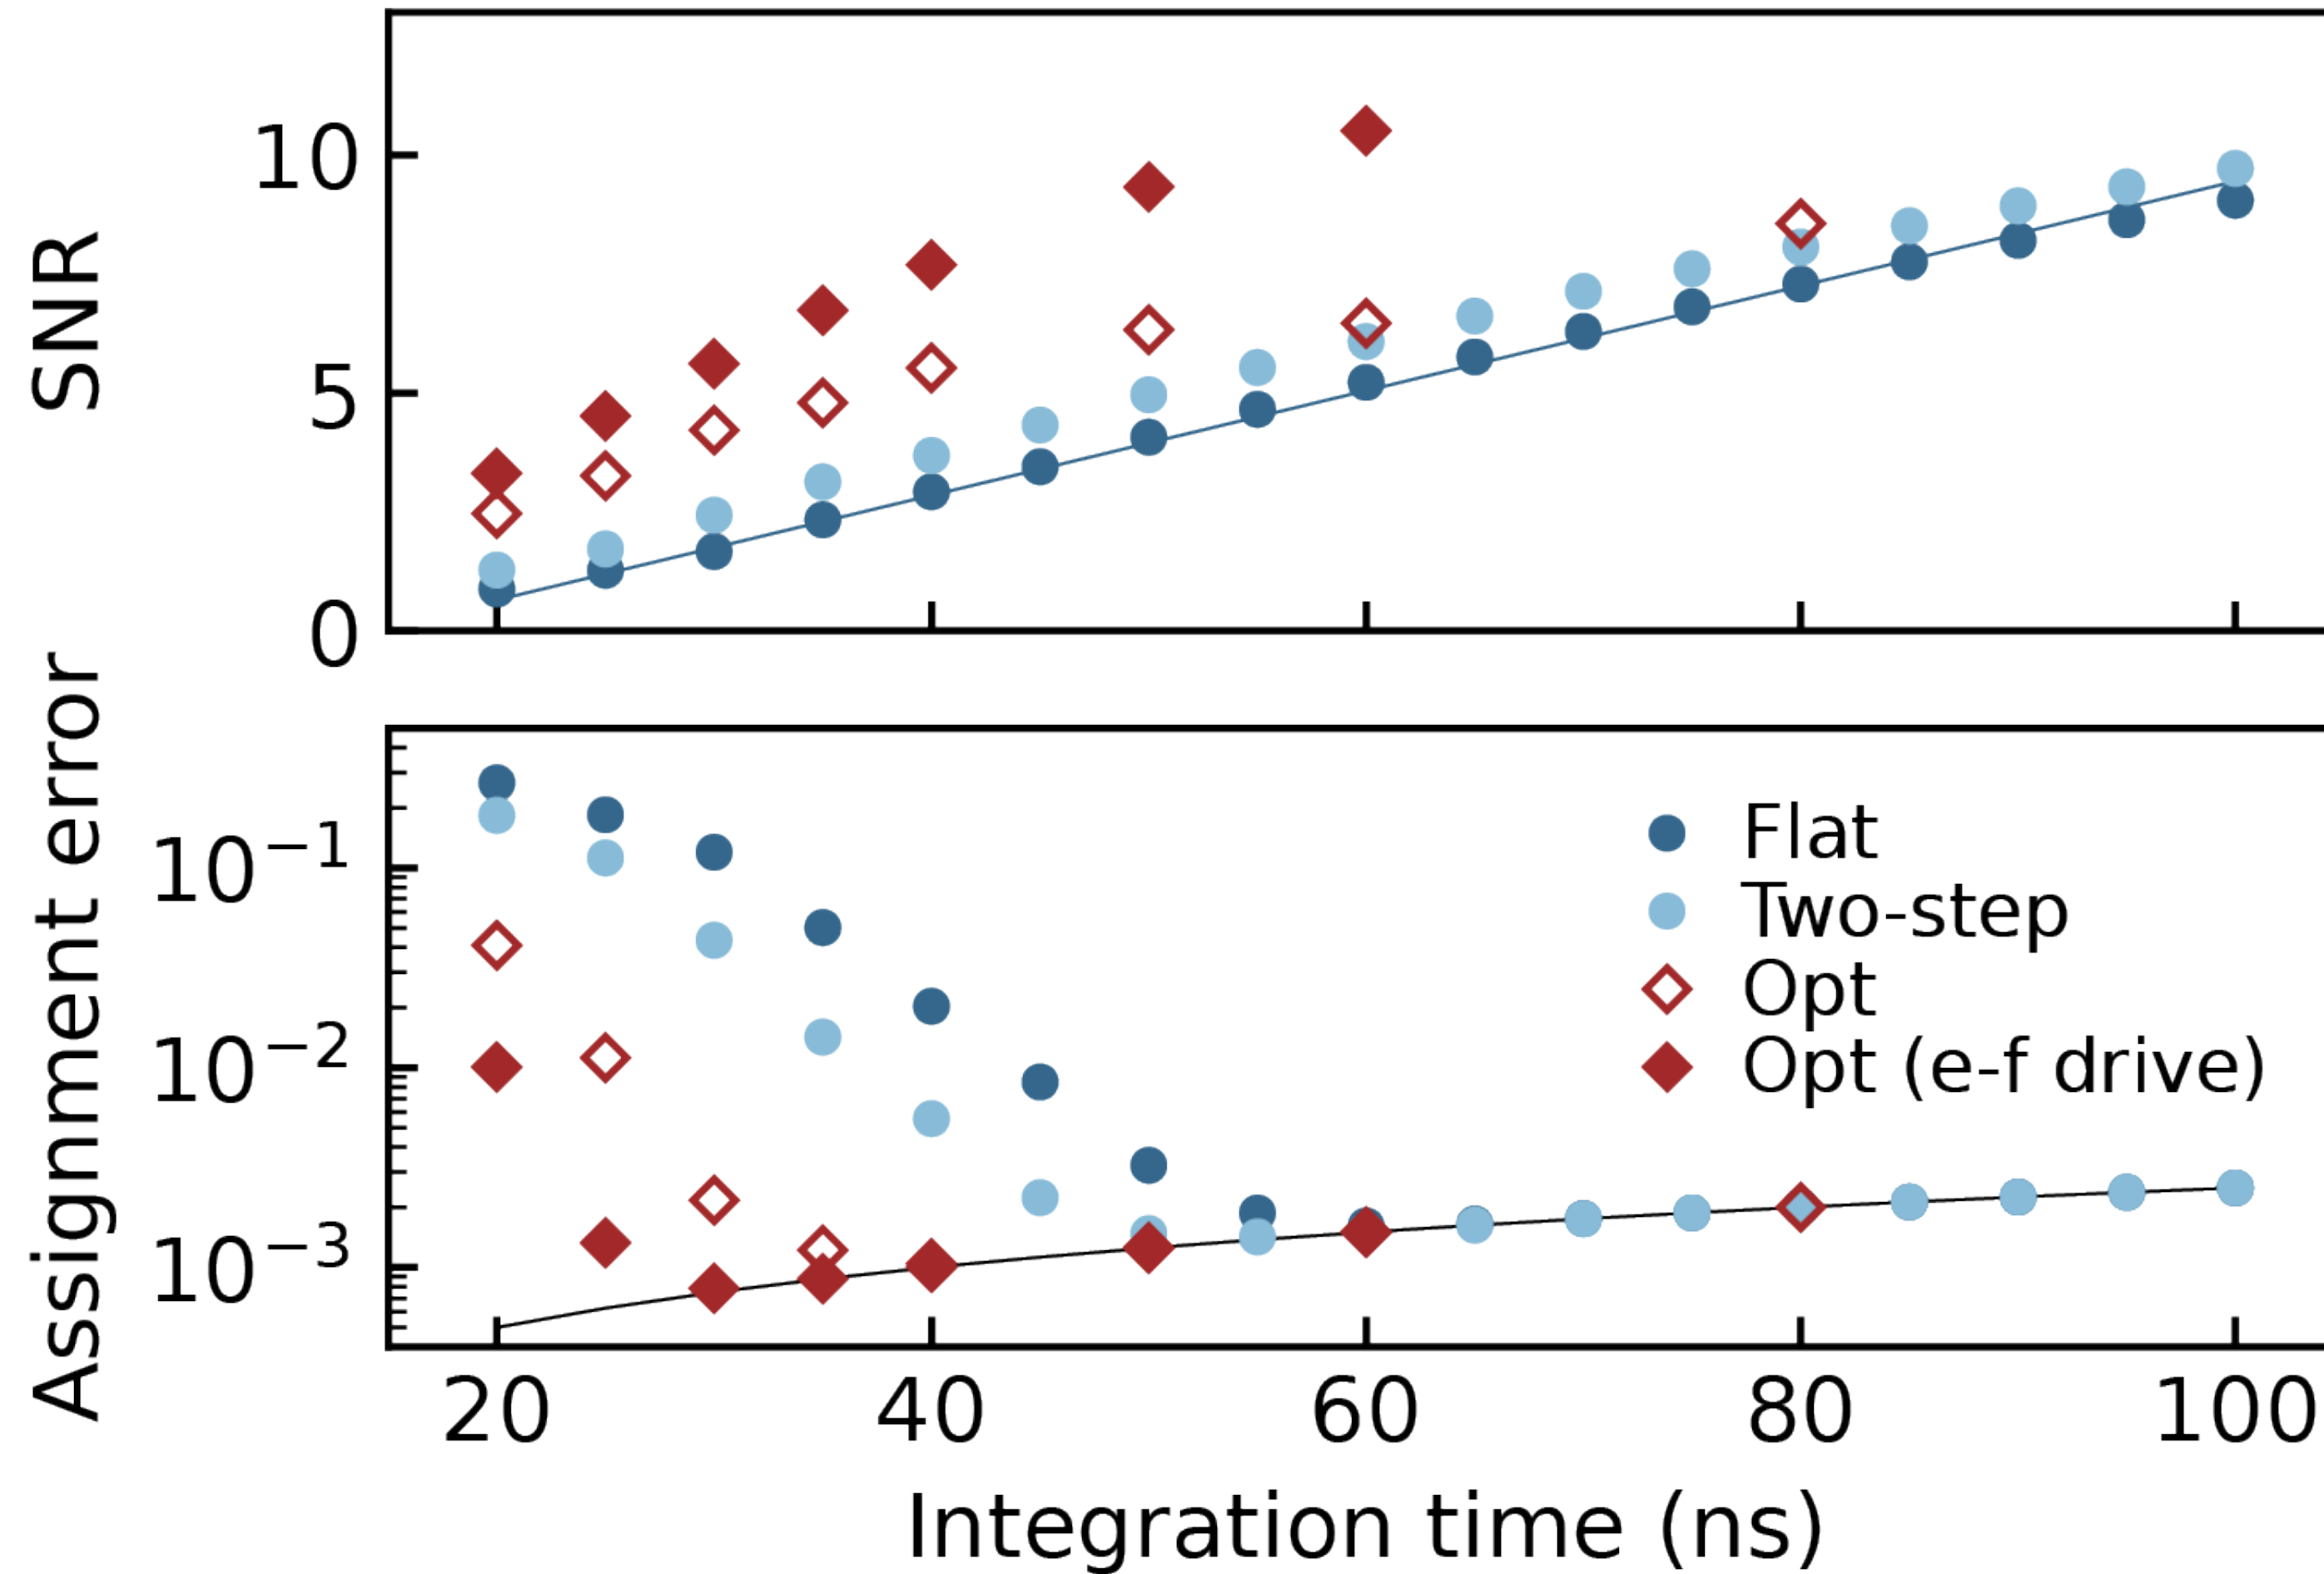 SNR
10
5
0
Assignment error
10⁻¹
10⁻²
10⁻³
Flat
Two-step
Opt
Opt (e-f drive)
20 40 60 80 100
Integration time (ns)